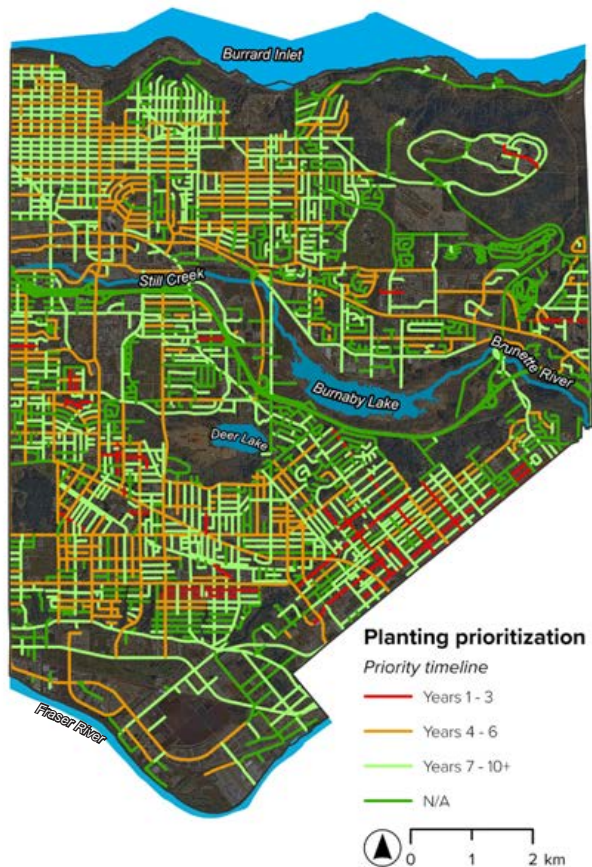 Burrard Inlet
Still Creek
Brunette River
Burnaby Lake
Deer Lake
Fraser River
Planting prioritization
Priority timeline
Years 1 - 3
Years 4 - 6
Years 7 - 10+
N/A
0 1 2 km